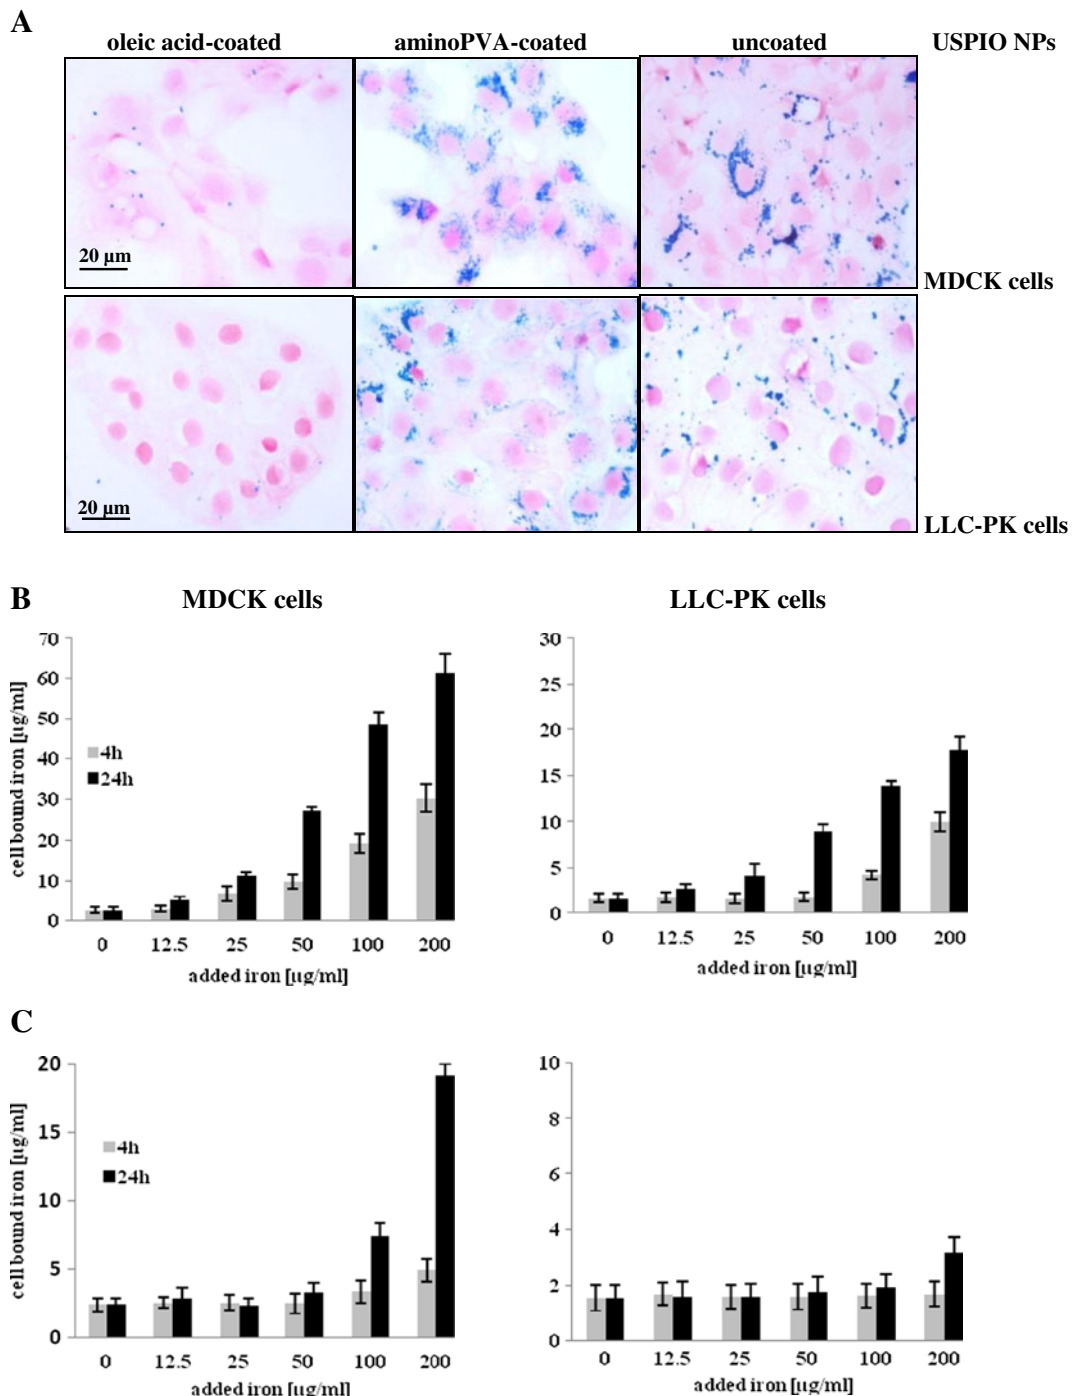 A
oleic acid-coated aminoPVA-coated uncoated USPIO NPs
20 µm
MDCK cells
20 µm
LLC-PK cells
B
MDCK cells LLC-PK cells
cell bound iron [µg/ml]
70
60
50
40
30
20
10
0
4h
24h
0 12.5 25 50 100 200
added iron [µg/ml]
30
25
20
15
10
5
0
0 12.5 25 50 100 200
added iron [µg/ml]
C
cell bound iron [µg/ml]
20
15
10
5
0
4h
24h
0 12.5 25 50 100 200
added iron [µg/ml]
10
8
6
4
2
0
0 12.5 25 50 100 200
added iron [µg/ml]